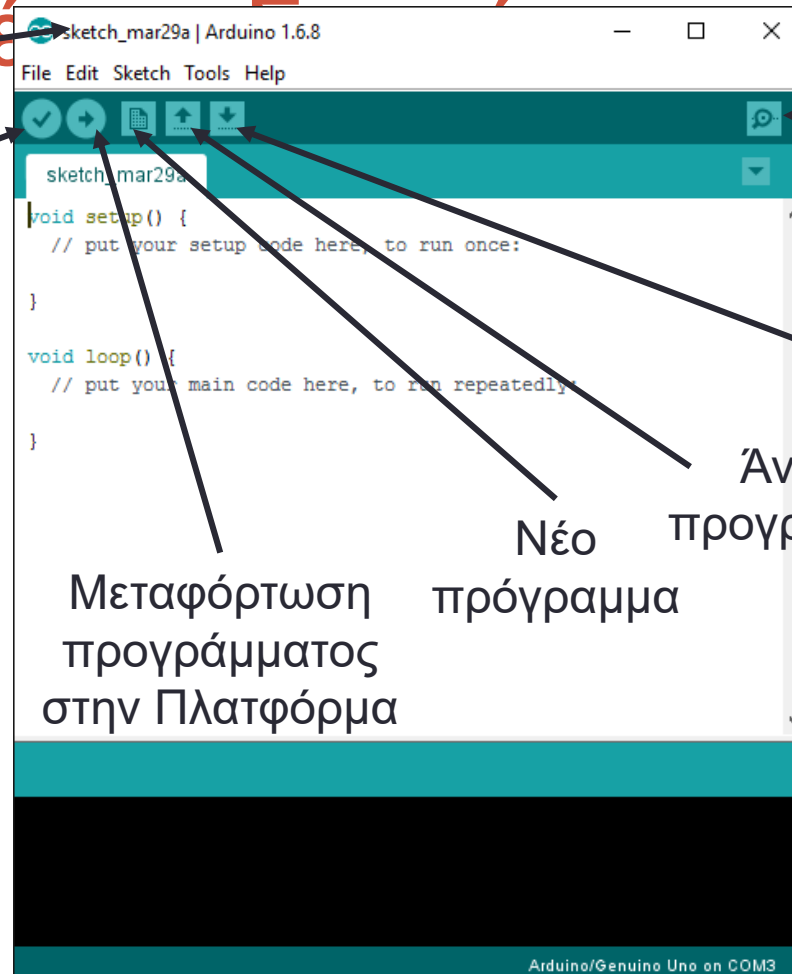 sketch_mar29a | Arduino 1.6.8
File Edit Sketch Tools Help
sketch_mar29a
void setup() {
// put your setup code here, to run once:
}
void loop() {
// put your main code here, to run repeatedly:
}
Νέο
πρόγραμμα
Μεταφόρτωση
προγράμματος
στην Πλατφόρμα
Arduino/Genuino Uno on COM3